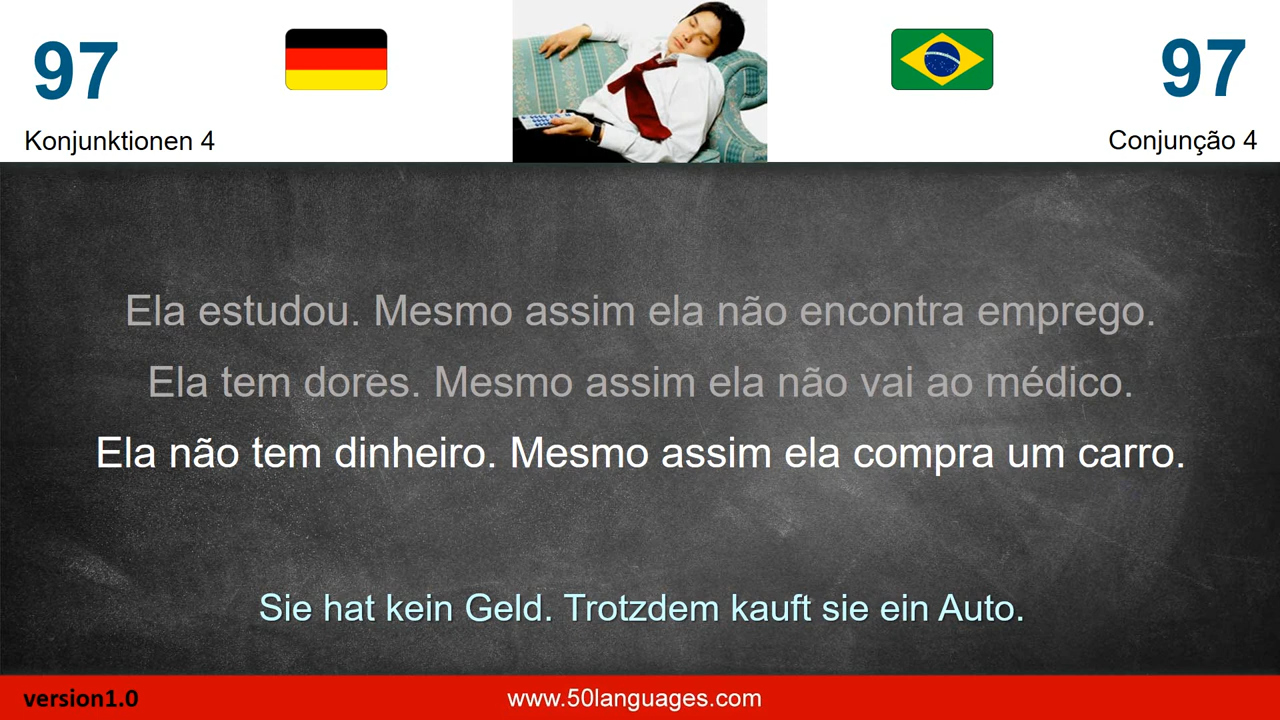 97
97
Konjunktionen 4
Conjunção 4
Ela estudou. Mesmo assim ela não encontra emprego.
Ela tem dores. Mesmo assim ela não vai ao médico.
Ela não tem dinheiro. Mesmo assim ela compra um carro.
Sie hat kein Geld. Trotzdem kauft sie ein Auto.
version1.0
www.50languages.com